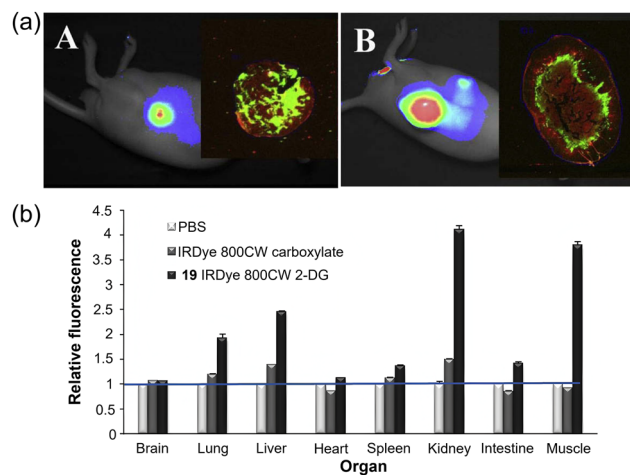 (a)
A
B
(b)
4.5
4
3.5
3
2.5
2
1.5
1
0.5
0
Relative fluorescence
PBS
IRDye 800CW carboxylate
19 IRDye 800CW 2-DG
Brain Lung Liver Heart Spleen Kidney Intestine Muscle
Organ